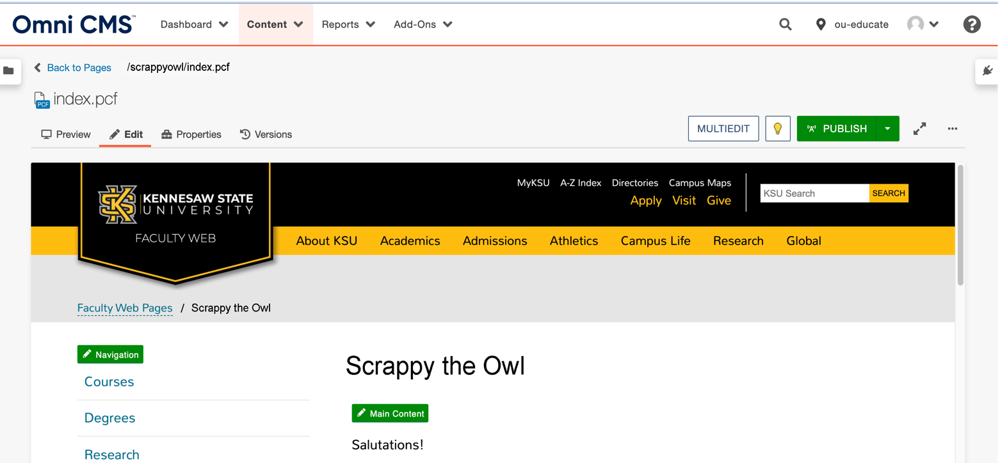 Omni CMS™ Dashboard Content Reports Add-Ons ou-educate ?
Back to Pages /scrappyowl/index.pcf
PCF index.pcf
Preview Edit Properties Versions MULTIEDIT PUBLISH ...
MyKSU A-Z Index Directories Campus Maps
KSU Search SEARCH
Apply Visit Give
KENNESAW STATE
UNIVERSITY
FACULTY WEB
About KSU Academics Admissions Athletics Campus Life Research Global
Faculty Web Pages / Scrappy the Owl
Navigation
Courses
Degrees
Research
Scrappy the Owl
Main Content
Salutations!